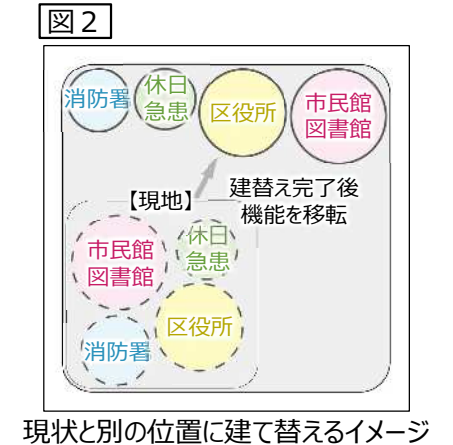 図２
消防署
休日
急患
区役所
市民館
図書館
建替え完了後
機能を移転
【現地】
市民館
図書館
休日
急患
区役所
消防署
現状と別の位置に建て替えるイメージ